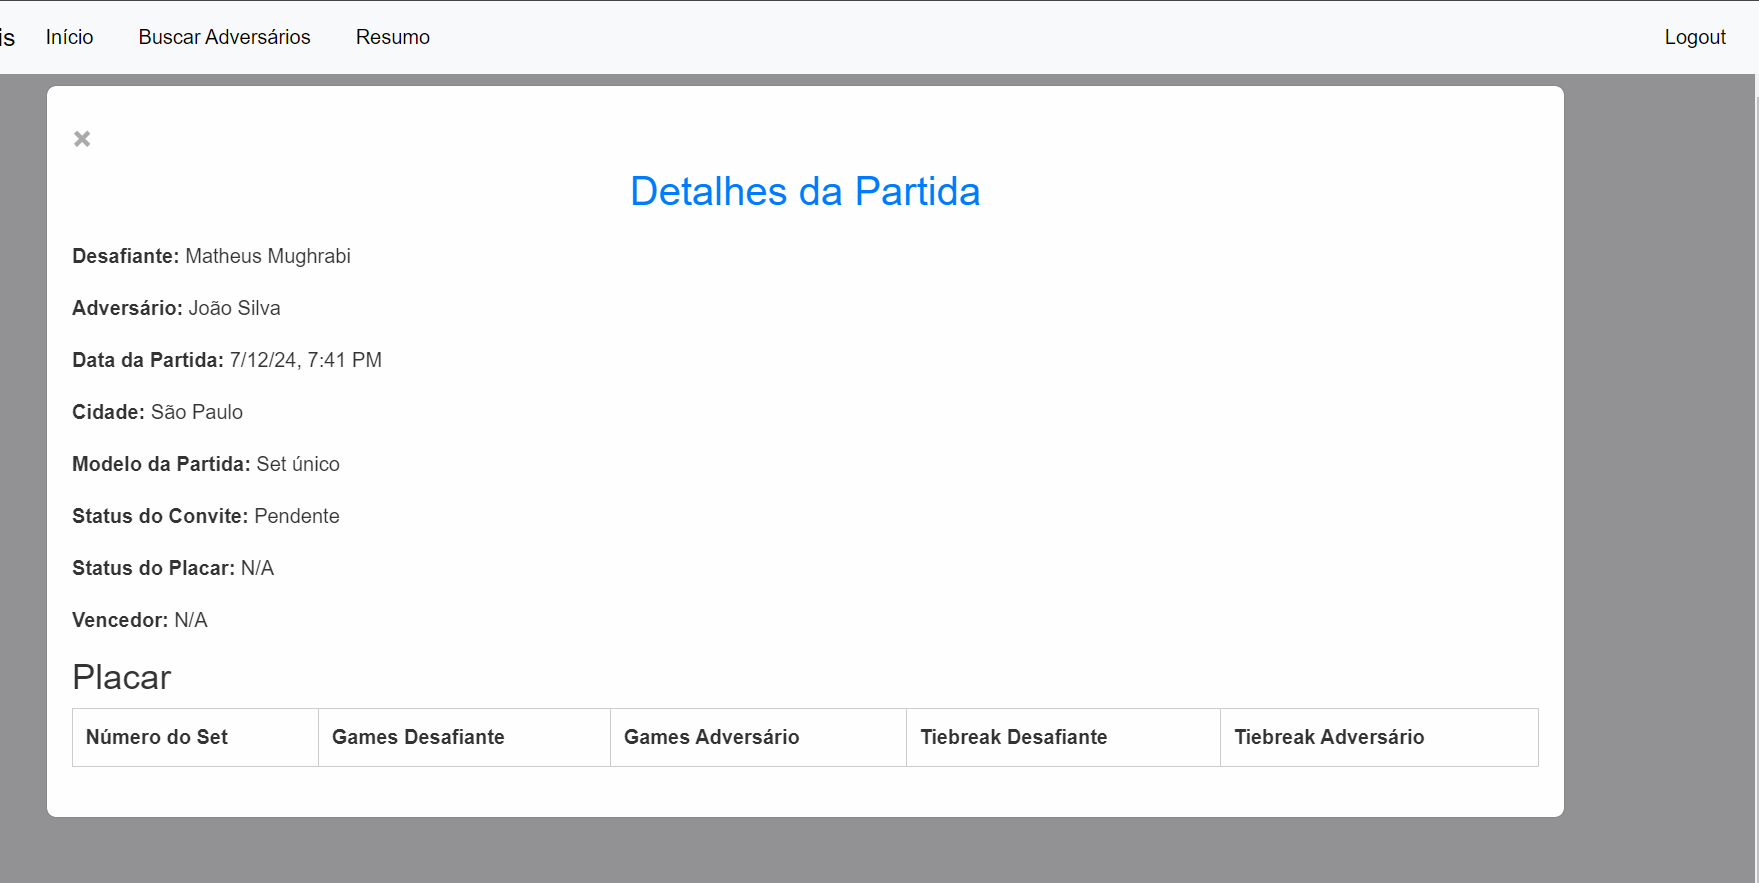 is Início Buscar Adversários Resumo Logout
×
Detalhes da Partida
Desafiante: Matheus Mughrabi
Adversário: João Silva
Data da Partida: 7/12/24, 7:41 PM
Cidade: São Paulo
Modelo da Partida: Set único
Status do Convite: Pendente
Status do Placar: N/A
Vencedor: N/A
Placar
Número do Set Games Desafiante Games Adversário Tiebreak Desafiante Tiebreak Adversário